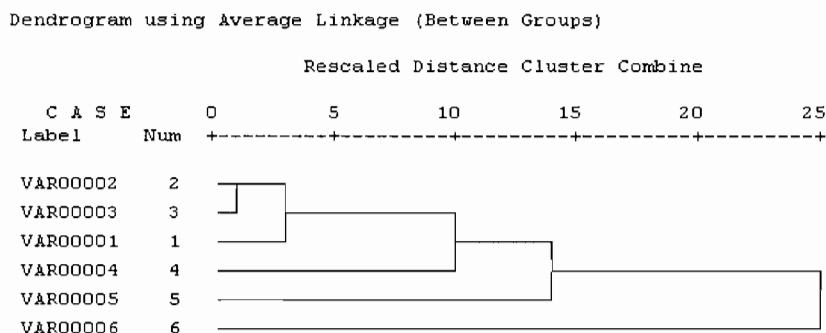 Dendrogram using Average Linkage (Between Groups)
Rescaled Distance Cluster Combine
C A S E 0 5 10 15 20 25
Label Num +---------+---------+---------+---------+---------+
VAR00002 2
VAR00003 3
VAR00001 1
VAR00004 4
VAR00005 5
VAR00006 6